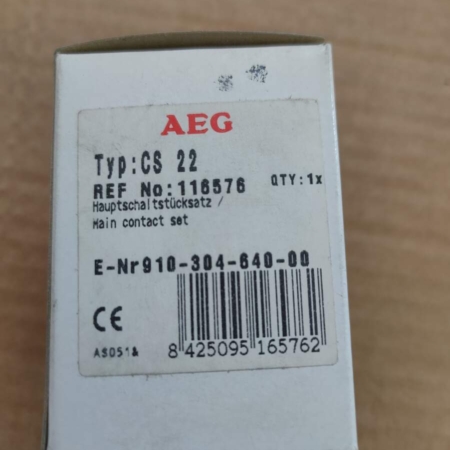 AEG
Typ:CS 22
REF No:116576 QTY:1x
Hauptschaltstücksatz /
Main contact set
E-Nr910-304-640-00
CE
8 425095 165762